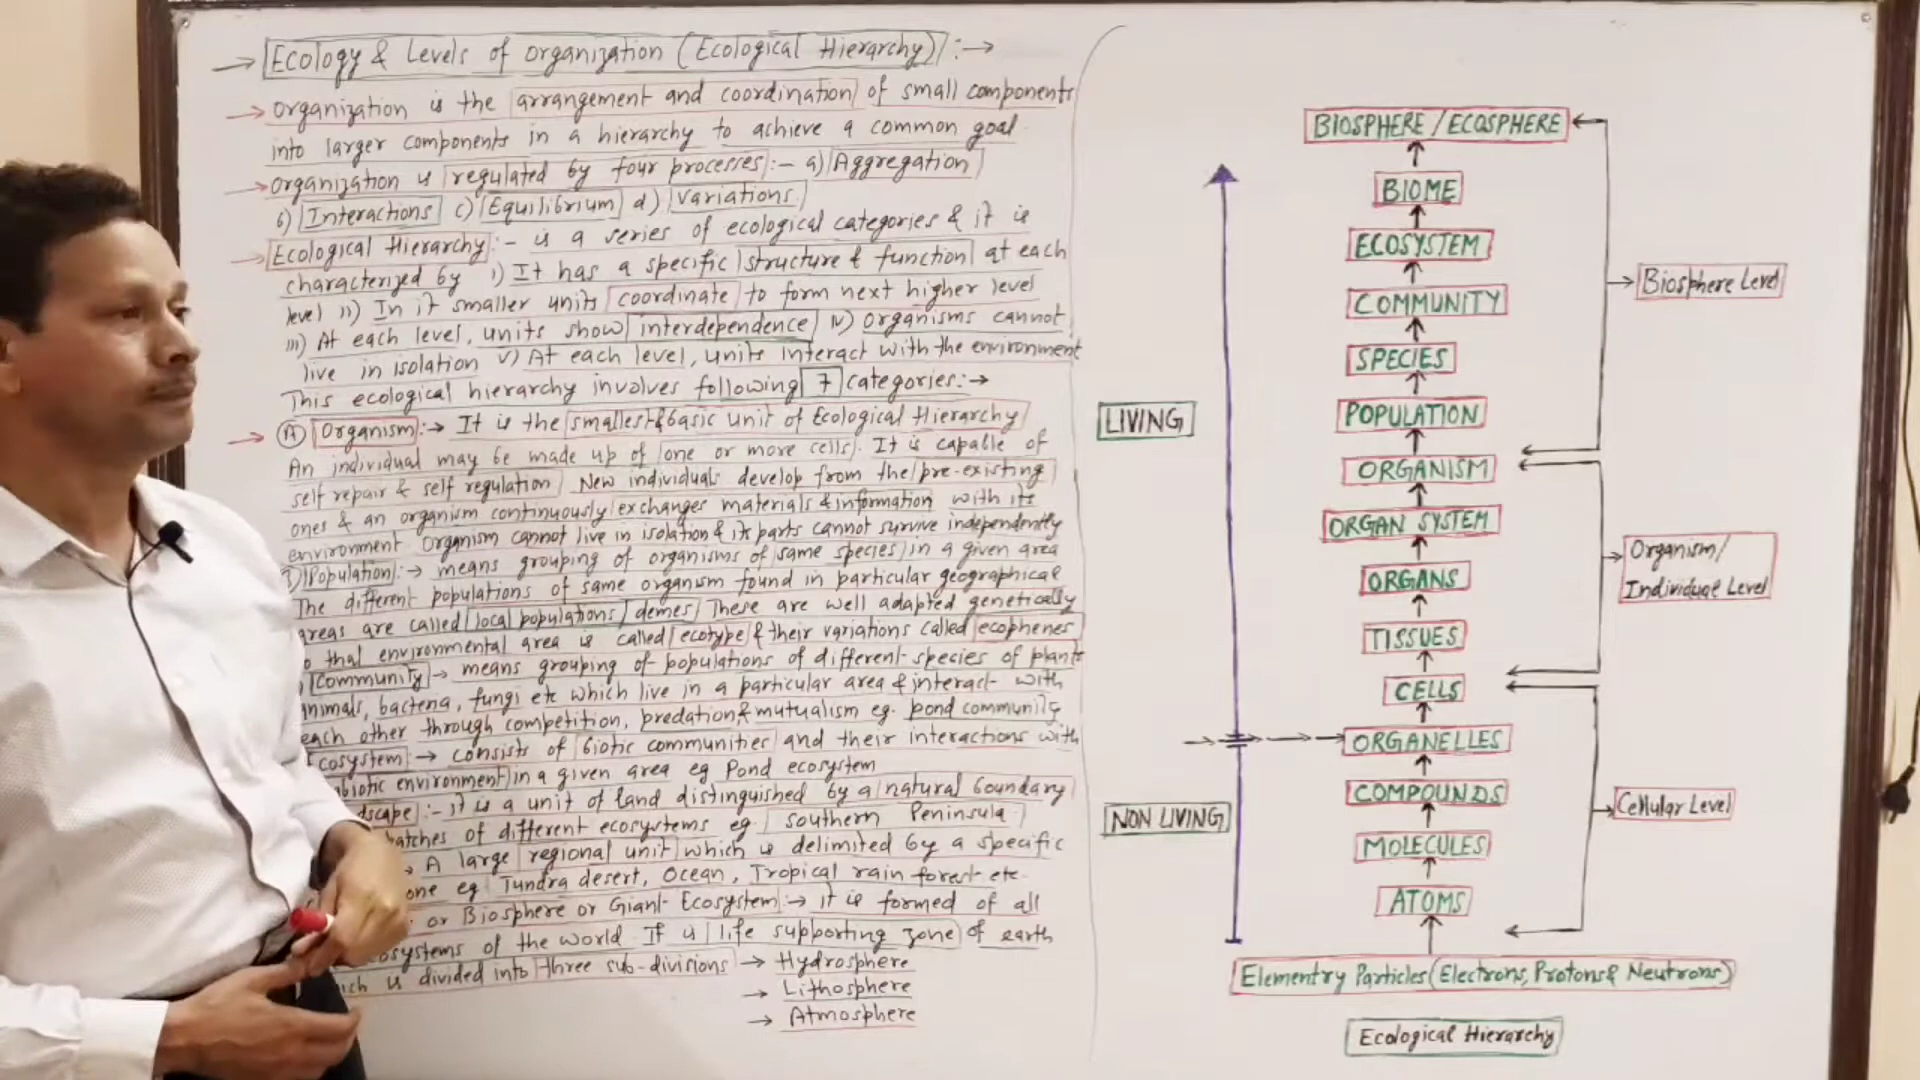 → Ecology & Levels of organization (Ecological Hierarchy) :→
→ organization is the arrangement and coordination of small components
into larger components in a hierarchy to achieve a common goal.
→ organization is regulated by four processes:- a) Aggregation
b) Interactions c) Equilibrium d) Variations
→ Ecological Hierarchy:- is a series of ecological categories & it is
characterized by i) It has a specific structure & function at each
level ii) In it smaller units coordinate to form next higher level
iii) At each level, units show interdependence iv) organisms cannot
live in isolation v) At each level, units interact with the environment
This ecological hierarchy involves following 7 categories:→
→ A organism:→ It is the smallest & basic unit of Ecological Hierarchy
An individual may be made up of one or more cells. It is capable of
self repair & self regulation New individuals develop from the pre-existing
ones & an organism continuously exchanges materials & information with its
environment organism cannot live in isolation & its parts cannot survive independently
Population:→ means grouping of organisms of same species in a given area
The different populations of same organism found in particular geographical
areas are called local populations / demes These are well adapted genetically
thal environmental area is called ecotype & their variations called ecophenes
Community → means grouping of populations of different species of plants
nimals, bacteria, fungi etc which live in a particular area & interact with
each other through competition, predation & mutualism eg. pond community
cosystem → consists of biotic communities and their interactions with
abiotic environment in a given area eg Pond ecosystem
dscape:- it is a unit of land distinguished by a natural boundary
atches of different ecosystems eg southern Peninsula
→ A large regional unit which is delimited by a specific
one eg Tundra desert, Ocean, Tropical rain forest etc.
or Biosphere or Giant Ecosystem:→ it is formed of all
osystems of the world. It is life supporting zone of earth
ich is divided into three sub-divisions → Hydrosphere
→ Lithosphere
→ Atmosphere
BIOSPHERE / ECOSPHERE
BIOME
ECOSYSTEM
Biosphere Level
COMMUNITY
SPECIES
POPULATION
LIVING
ORGANISM
ORGAN SYSTEM
Organism/
Individual Level
ORGANS
TISSUES
CELLS
ORGANELLES
COMPOUNDS
Cellular Level
NON LIVING
MOLECULES
ATOMS
Elementry Particles (Electrons, Protons & Neutrons)
Ecological Hierarchy